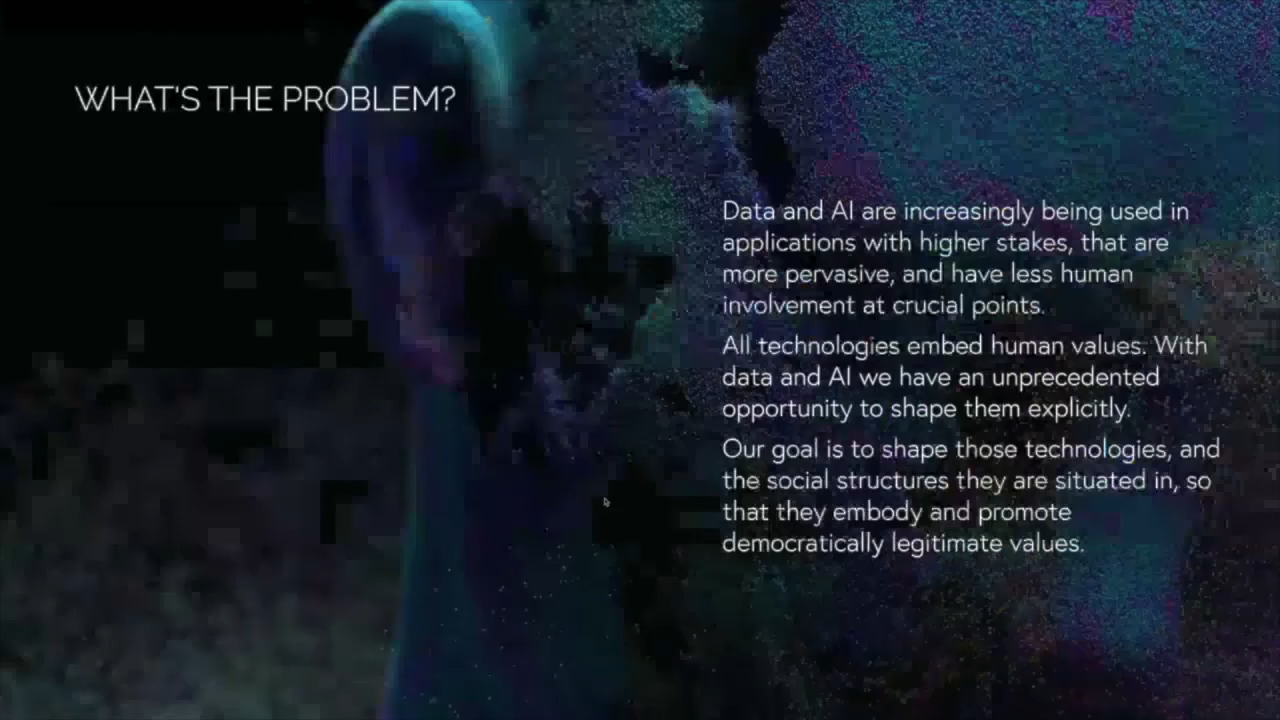 WHAT'S THE PROBLEM?
Data and AI are increasingly being used in
applications with higher stakes, that are
more pervasive, and have less human
involvement at crucial points.
All technologies embed human values. With
data and AI we have an unprecedented
opportunity to shape them explicitly.
Our goal is to shape those technologies, and
the social structures they are situated in, so
that they embody and promote
democratically legitimate values.